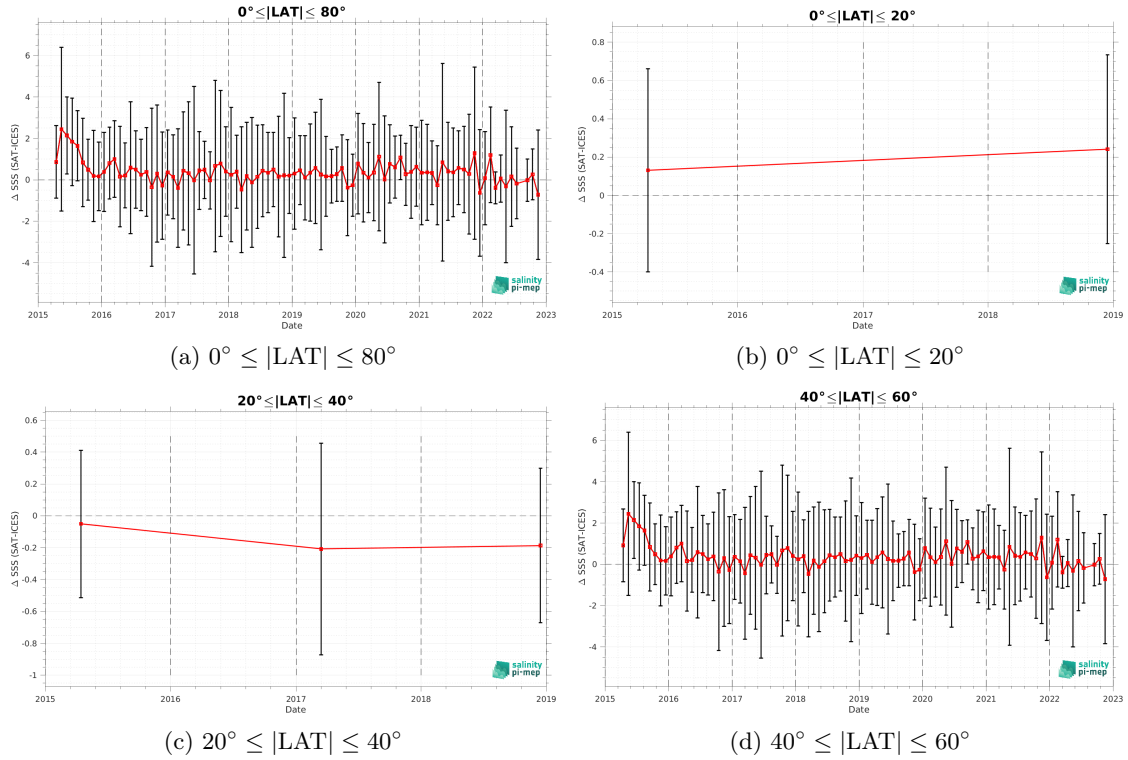 0°≤|LAT|≤ 80°
6
4
2
0
-2
-4
Δ SSS (SAT-ICES)
2015 2016 2017 2018 2019 2020 2021 2022 2023
Date
salinity
pi-mep
(a) 0° ≤ |LAT| ≤ 80°
0°≤|LAT|≤ 20°
0.8
0.6
0.4
0.2
0
-0.2
-0.4
Δ SSS (SAT-ICES)
2015 2016 2017 2018 2019
Date
salinity
pi-mep
(b) 0° ≤ |LAT| ≤ 20°
20°≤|LAT|≤ 40°
0.6
0.4
0.2
0
-0.2
-0.4
-0.6
-0.8
-1
Δ SSS (SAT-ICES)
2015 2016 2017 2018 2019
Date
salinity
pi-mep
(c) 20° ≤ |LAT| ≤ 40°
40°≤|LAT|≤ 60°
6
4
2
0
-2
-4
Δ SSS (SAT-ICES)
2015 2016 2017 2018 2019 2020 2021 2022 2023
Date
salinity
pi-mep
(d) 40° ≤ |LAT| ≤ 60°